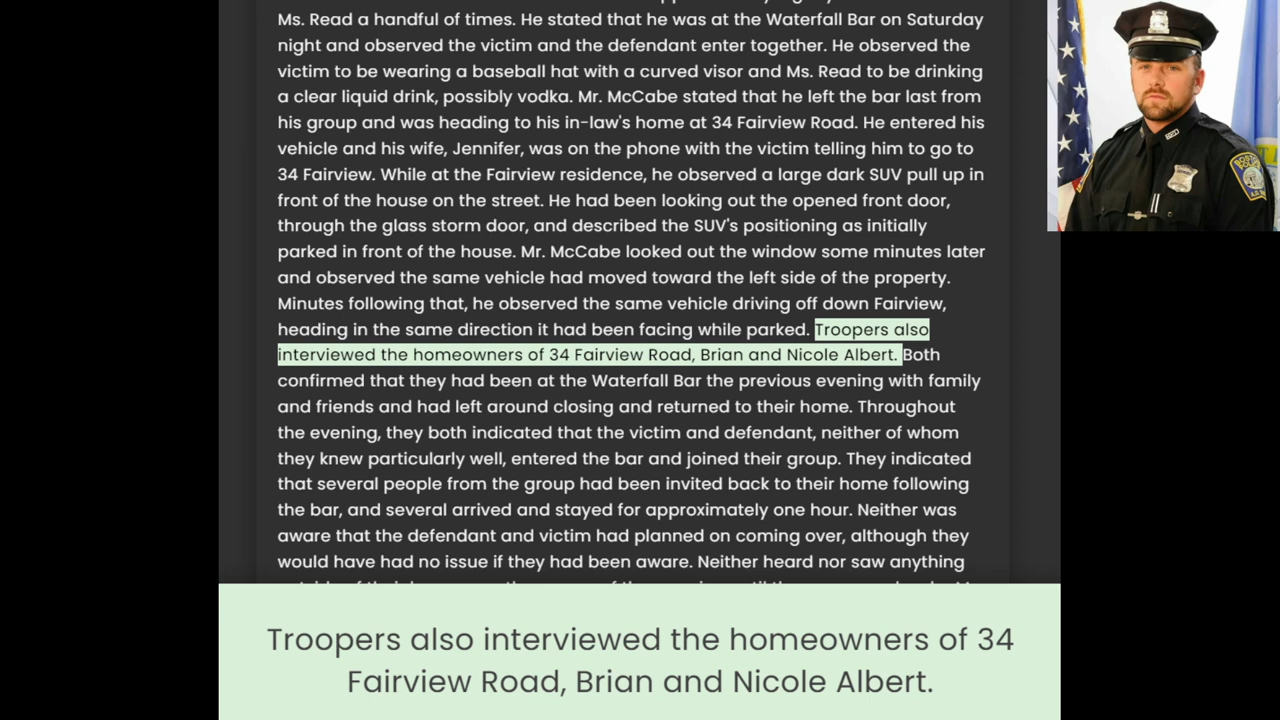 Ms. Read a handful of times. He stated that he was at the Waterfall Bar on Saturday
night and observed the victim and the defendant enter together. He observed the
victim to be wearing a baseball hat with a curved visor and Ms. Read to be drinking
a clear liquid drink, possibly vodka. Mr. McCabe stated that he left the bar last from
his group and was heading to his in-law's home at 34 Fairview Road. He entered his
vehicle and his wife, Jennifer, was on the phone with the victim telling him to go to
34 Fairview. While at the Fairview residence, he observed a large dark SUV pull up in
front of the house on the street. He had been looking out the opened front door,
through the glass storm door, and described the SUV's positioning as initially
parked in front of the house. Mr. McCabe looked out the window some minutes later
and observed the same vehicle had moved toward the left side of the property.
Minutes following that, he observed the same vehicle driving off down Fairview,
heading in the same direction it had been facing while parked. Troopers also
interviewed the homeowners of 34 Fairview Road, Brian and Nicole Albert. Both
confirmed that they had been at the Waterfall Bar the previous evening with family
and friends and had left around closing and returned to their home. Throughout
the evening, they both indicated that the victim and defendant, neither of whom
they knew particularly well, entered the bar and joined their group. They indicated
that several people from the group had been invited back to their home following
the bar, and several arrived and stayed for approximately one hour. Neither was
aware that the defendant and victim had planned on coming over, although they
would have had no issue if they had been aware. Neither heard nor saw anything
Troopers also interviewed the homeowners of 34
Fairview Road, Brian and Nicole Albert.